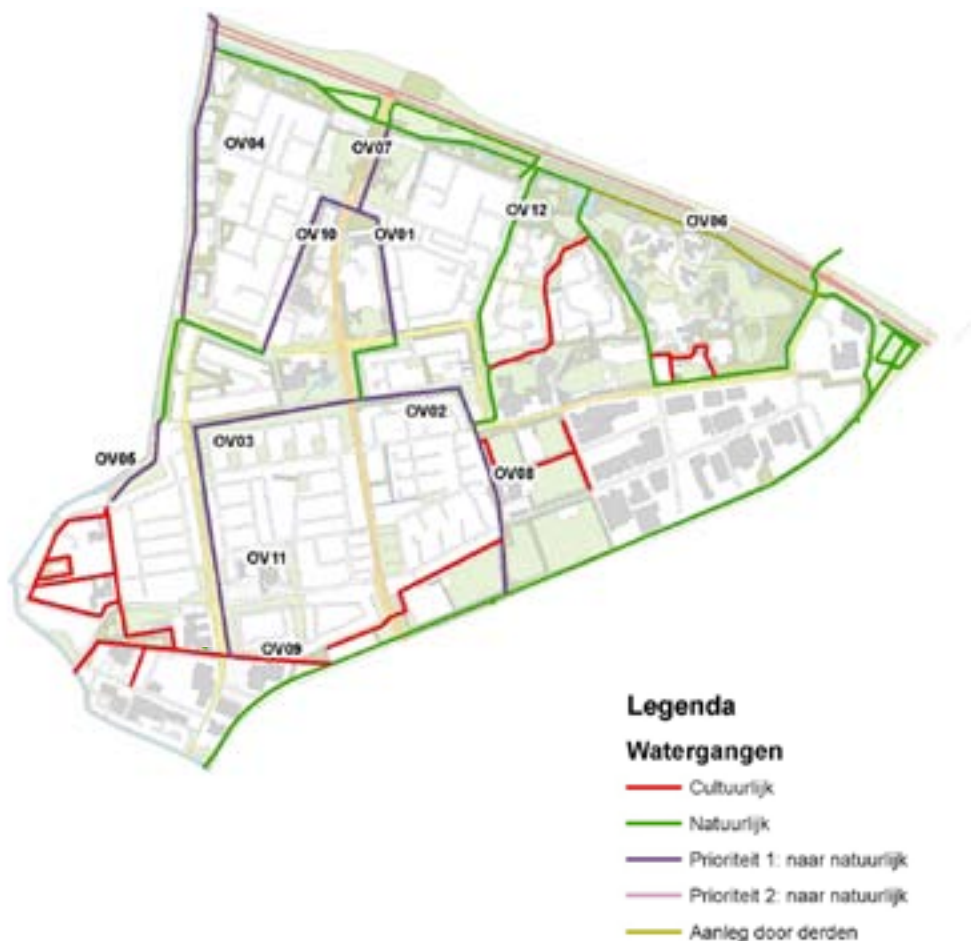 OV04
OV07
OV12
OV06
OV10
OV01
OV02
OV03
OV05
OV08
OV11
OV09
Legenda
Watergangen
Cultuurlijk
Natuurlijk
Prioriteit 1: naar natuurlijk
Prioriteit 2: naar natuurlijk
Aanleg door derden